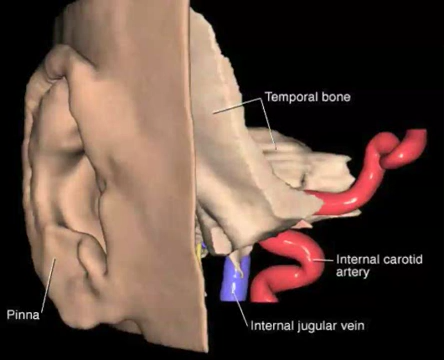 Temporal bone
Internal carotid
artery
Pinna
Internal jugular vein